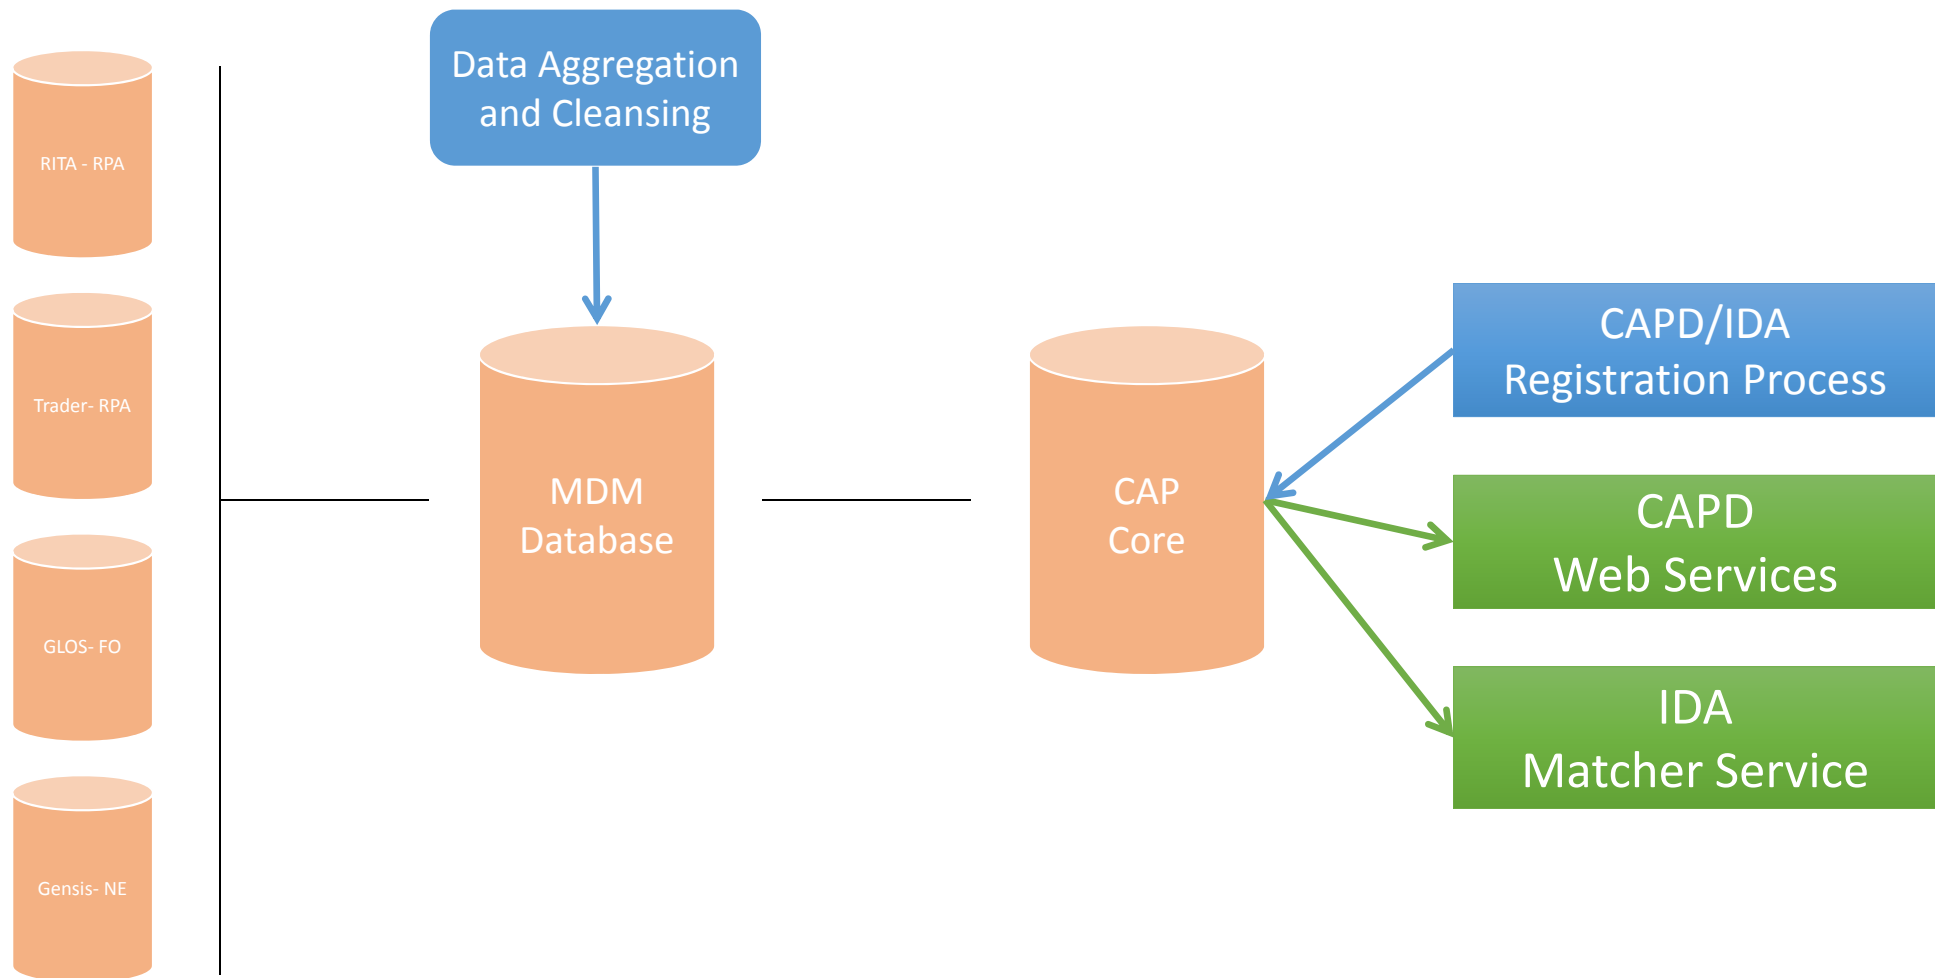 Data Aggregation
and Cleansing
RITA - RPA
Trader- RPA
GLOS- FO
Gensis- NE
MDM
Database
CAP
Core
CAPD/IDA
Registration Process
CAPD
Web Services
IDA
Matcher Service